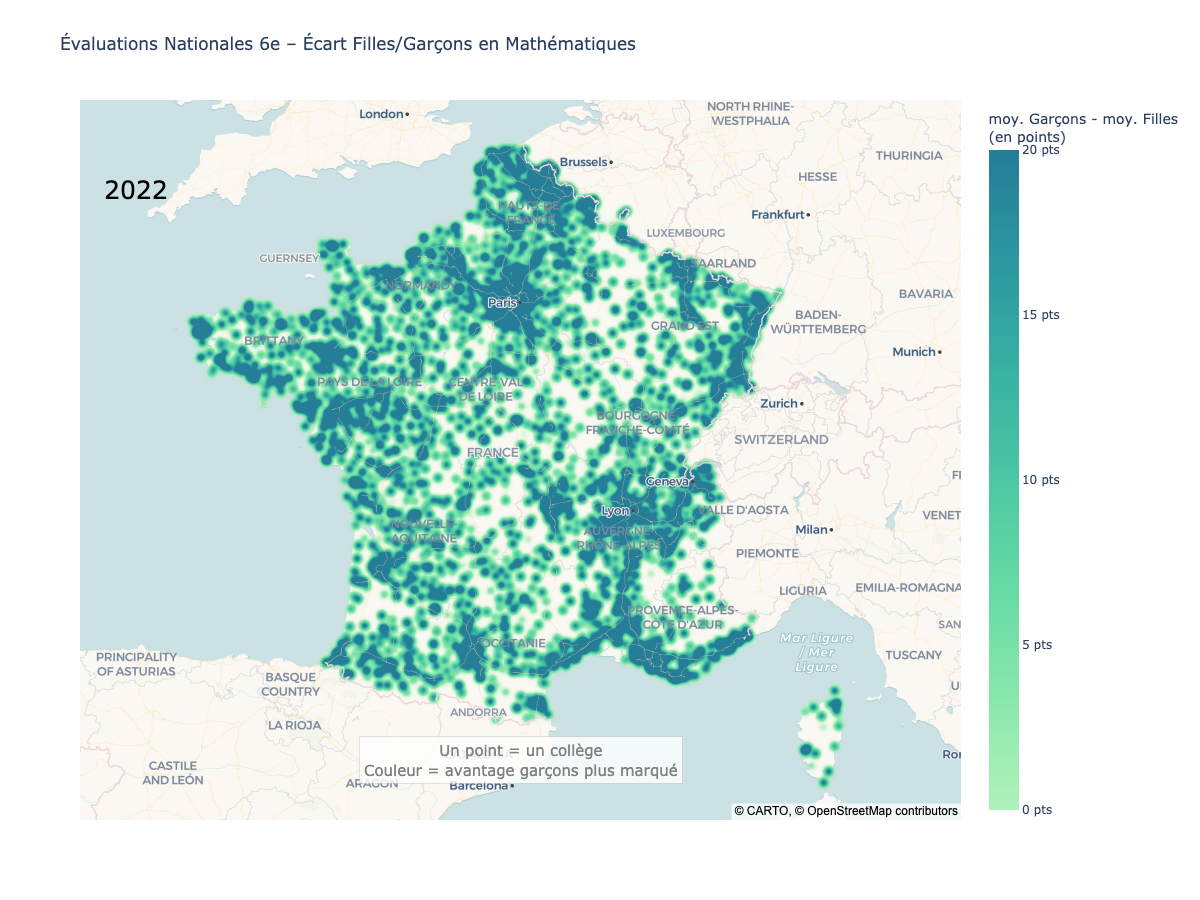 Évaluations Nationales 6e – Écart Filles/Garçons en Mathématiques
moy. Garçons - moy. Filles
(en points)
20 pts
15 pts
10 pts
5 pts
0 pts
2022
London
NORTH RHINE-
WESTPHALIA
Brussels
THURINGIA
HESSE
Frankfurt
HAUTS-DE-
FRANCE
LUXEMBOURG
GUERNSEY
SAARLAND
NORMANDY
BAVARIA
Paris
BADEN-
WÜRTTEMBERG
GRAND EST
BRITTANY
Munich
PAYS DE LA LOIRE
CENTRE-VAL
DE LOIRE
Zurich
BOURGOGNE-
FRANCHE-COMTÉ
SWITZERLAND
FRANCE
Geneva
Lyon
VALLE D'AOSTA
VENET
NOUVELLE-
AQUITAINE
AUVERGNE-
RHÔNE-ALPES
Milan
PIEMONTE
LIGURIA
EMILIA-ROMAGNA
PROVENCE-ALPES-
CÔTE D'AZUR
SAN
OCCITANIE
Mar Ligure
/ Mer
Ligure
TUSCANY
PRINCIPALITY
OF ASTURIAS
BASQUE
COUNTRY
ANDORRA
LA RIOJA
Un point = un collège
Couleur = avantage garçons plus marqué
CASTILE
AND LEÓN
ARAGON
Barcelona
© CARTO, © OpenStreetMap contributors